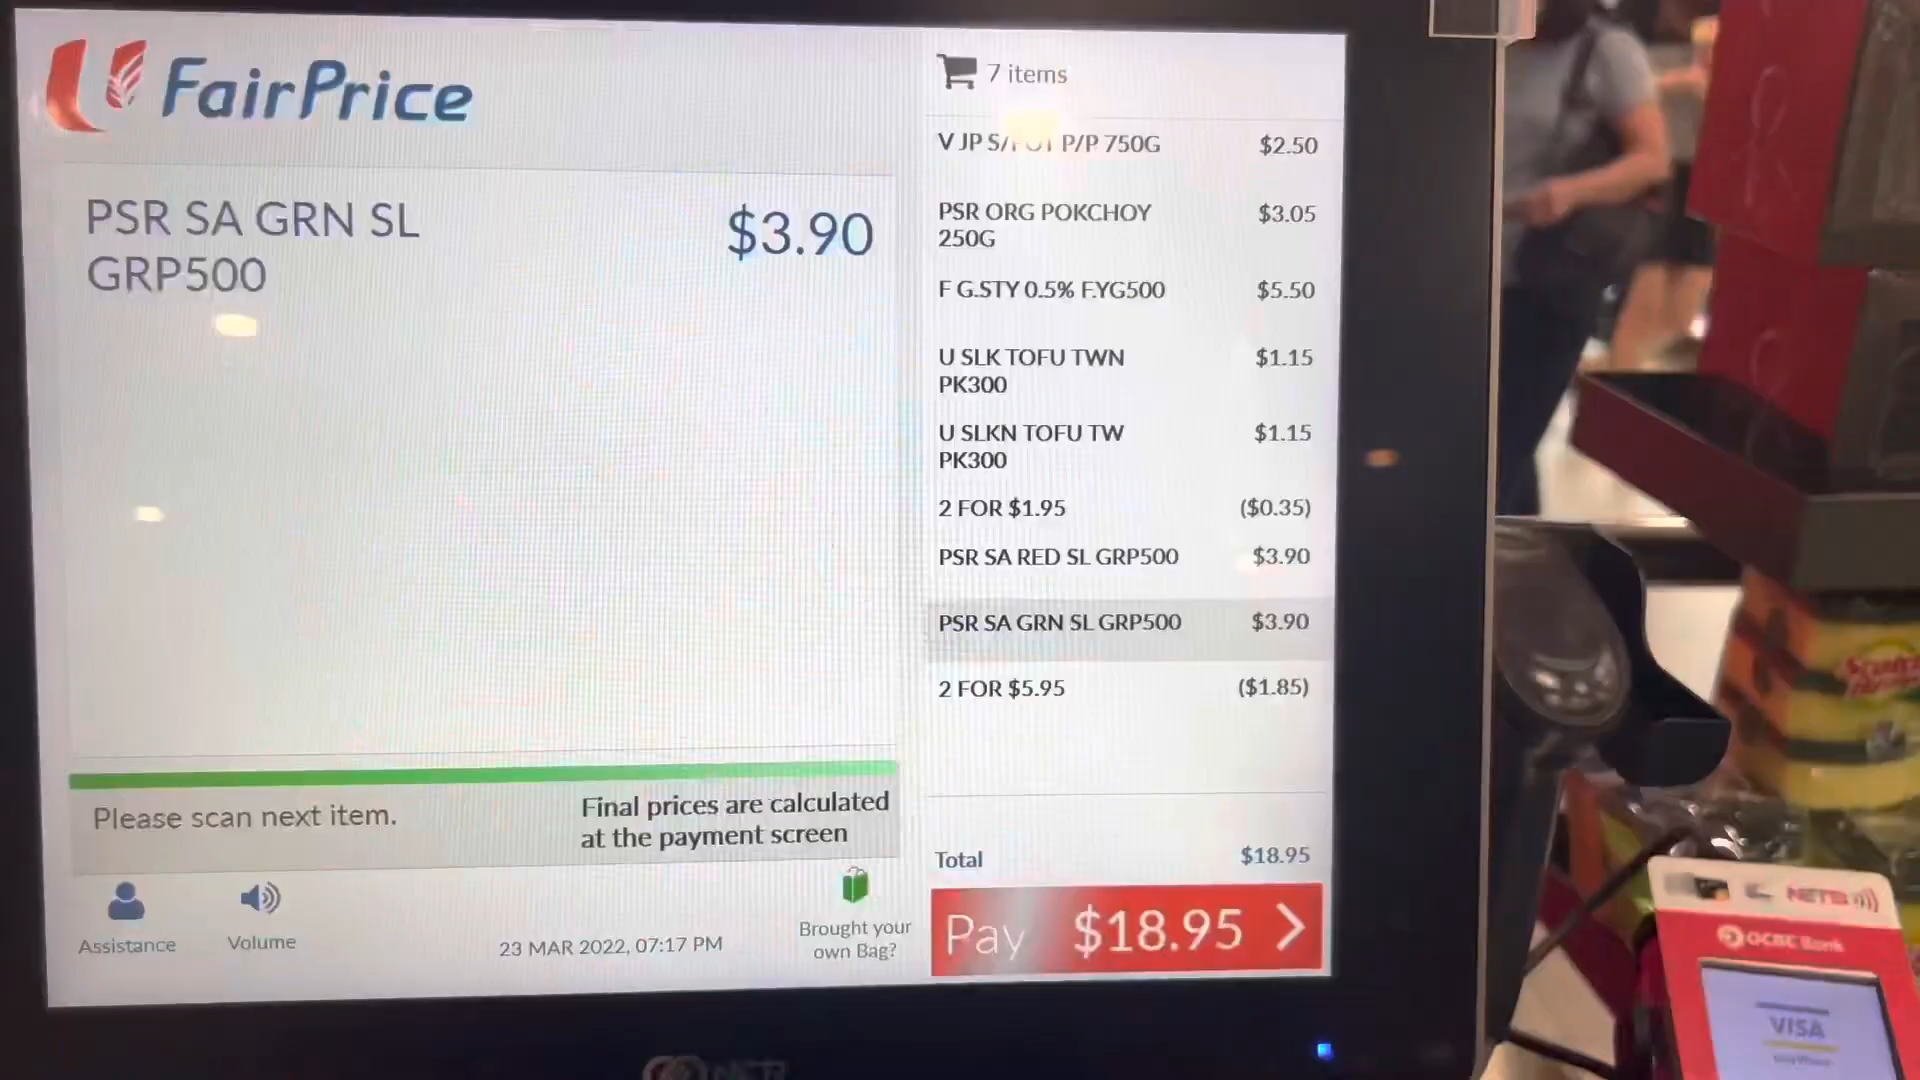 FairPrice
7 items
PSR SA GRN SL
GRP500
$3.90
V JP P/P 750G $2.50
PSR ORG POKCHOY $3.05
250G
F G.STY 0.5% F.YG500 $5.50
U SLK TOFU TWN $1.15
PK300
U SLKN TOFU TW $1.15
PK300
2 FOR $1.95 ($0.35)
PSR SA RED SL GRP500 $3.90
PSR SA GRN SL GRP500 $3.90
2 FOR $5.95 ($1.85)
Please scan next item.
Final prices are calculated
at the payment screen
Total $18.95
Pay $18.95
Assistance
Volume
23 MAR 2022, 07:17 PM
Brought your
own Bag?
NETS
OCBC Bank
VISA